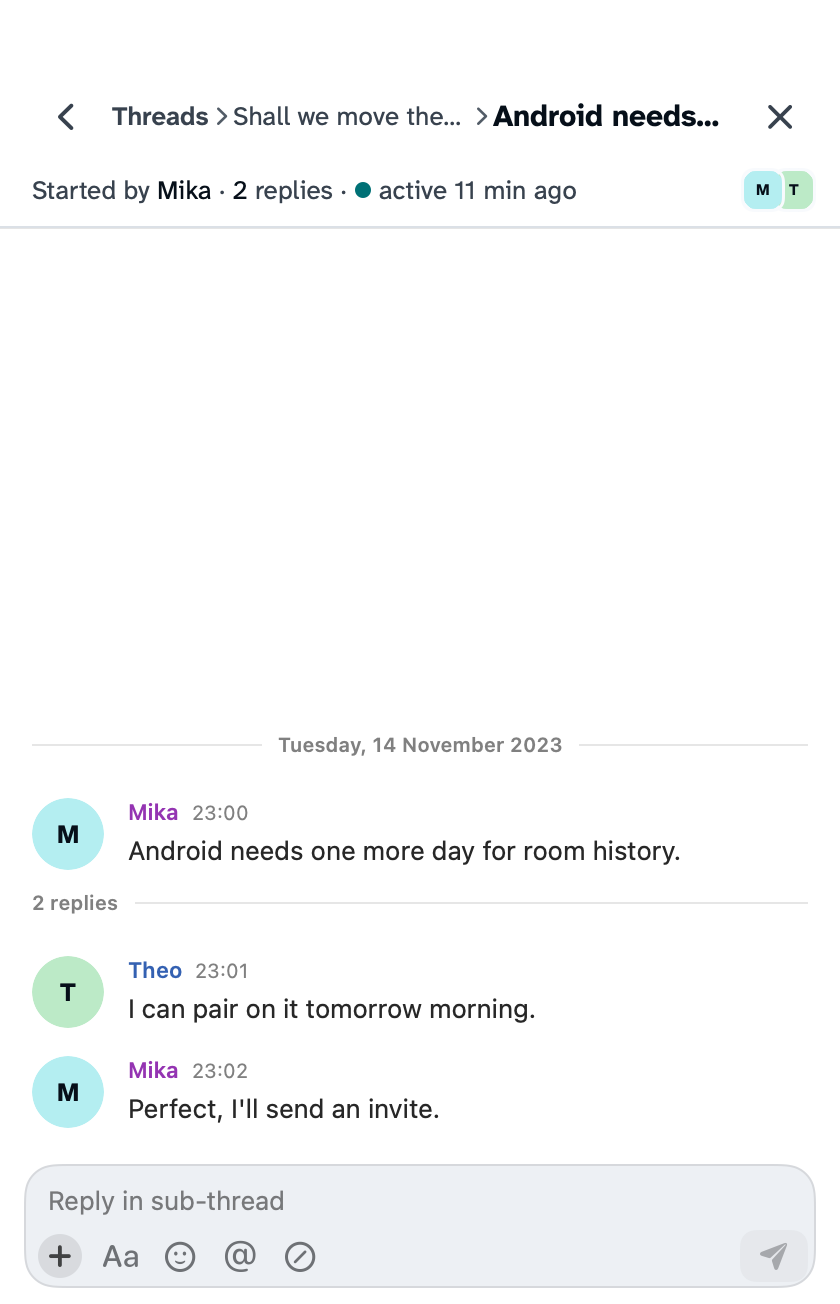 Threads > Shall we move the... > Android needs...
Started by Mika · 2 replies · active 11 min ago
M T
Tuesday, 14 November 2023
M
Mika 23:00
Android needs one more day for room history.
2 replies
T
Theo 23:01
I can pair on it tomorrow morning.
M
Mika 23:02
Perfect, I'll send an invite.
Reply in sub-thread
Aa @